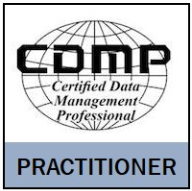 CDMP
Certified Data
Management
Professional
PRACTITIONER